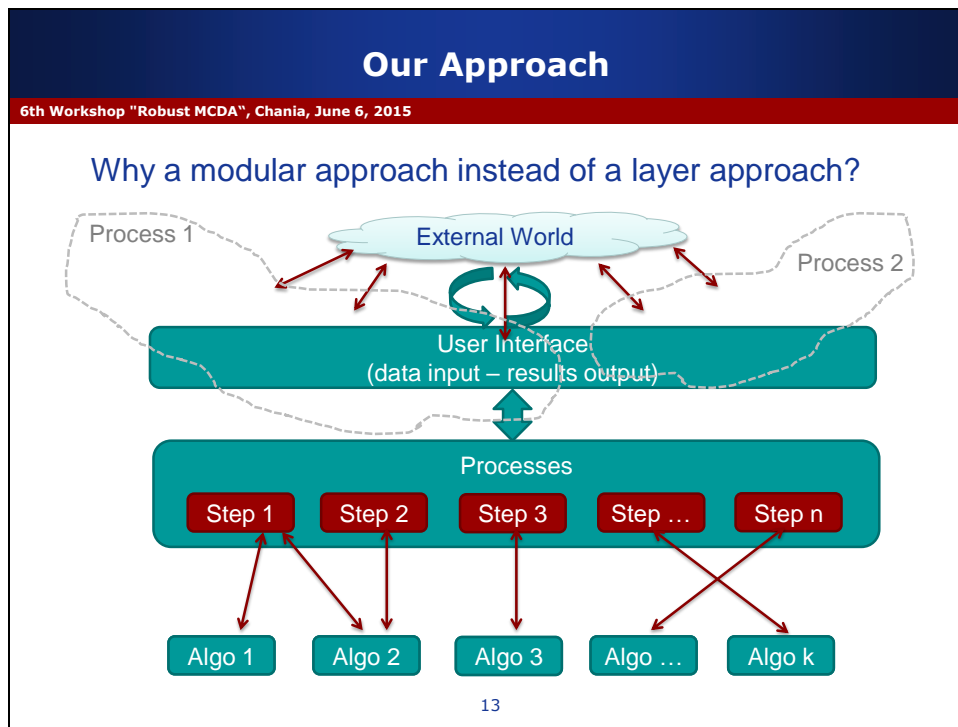 Our Approach
6th Workshop "Robust MCDA“, Chania, June 6, 2015
Why a modular approach instead of a layer approach?
Process 1
External World
Process 2
User Interface
(data input – results output)
Processes
Step 1
Step 2
Step 3
Step …
Step n
Algo 1
Algo 2
Algo 3
Algo …
Algo k
13